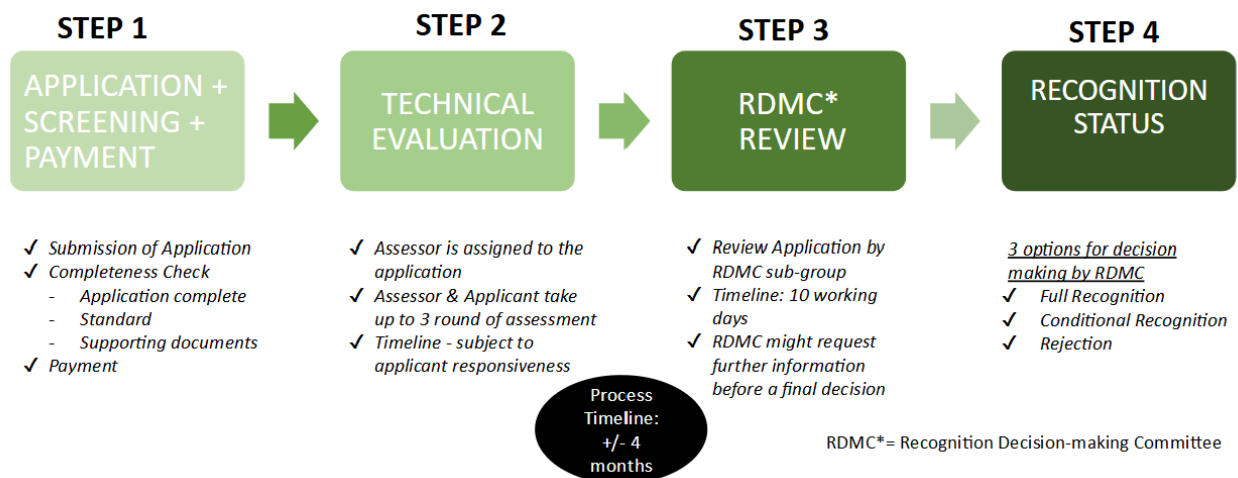 STEP 1
APPLICATION +
SCREENING +
PAYMENT
✓ Submission of Application
✓ Completeness Check
- Application complete
- Standard
- Supporting documents
✓ Payment
STEP 2
TECHNICAL
EVALUATION
✓ Assessor is assigned to the
application
✓ Assessor & Applicant take
up to 3 round of assessment
✓ Timeline - subject to
applicant responsiveness
STEP 3
RDMC*
REVIEW
✓ Review Application by
RDMC sub-group
✓ Timeline: 10 working
days
✓ RDMC might request
further information
before a final decision
STEP 4
RECOGNITION
STATUS
3 options for decision
making by RDMC
✓ Full Recognition
✓ Conditional Recognition
✓ Rejection
Process
Timeline:
+/- 4
months
RDMC*= Recognition Decision-making Committee